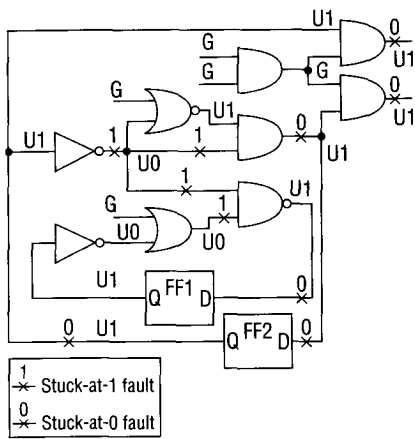 U1 0
G U1
G G 0
U1
G
U1 0
U1 1 1
U0 U1
1 U1
G 1
U0 U0
U1 Q FF1 D
0
0 U1 Q FF2 D 0
1
Stuck-at-1 fault
0
Stuck-at-0 fault